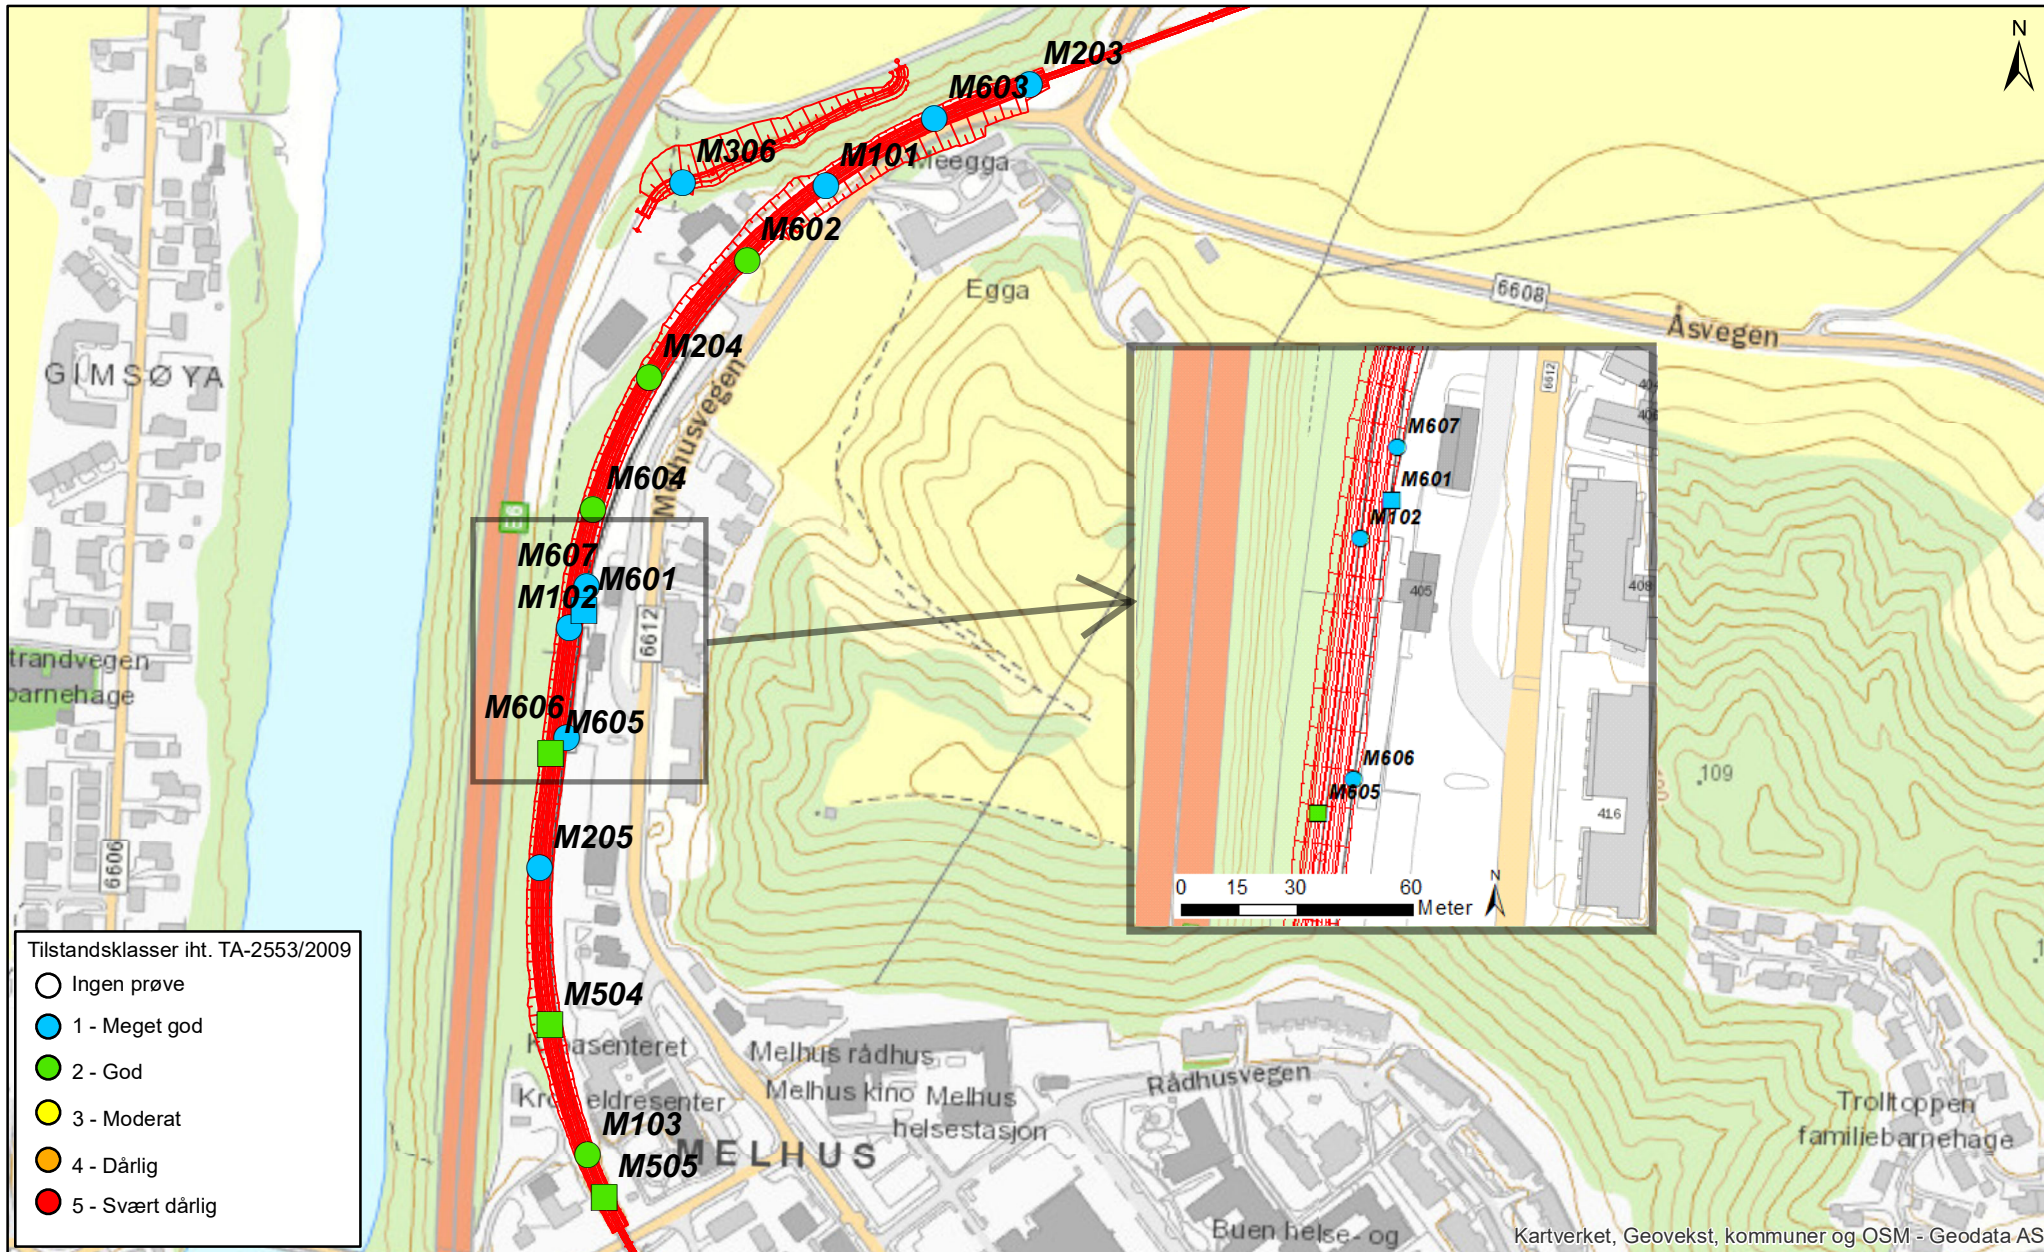 N
M203
M603
M306
M101
Meegga
M602
Egga
6608
Åsvegen
M204
GIMSØYA
Melhusvegen
M604
E6
M607
M601
M102
6612
trandvegen
barnehage
M606
M605
M205
6606
6612
404
406
M607
M601
M102
405
408
M606
M605
416
0 15 30 60
Meter
N
109
Tilstandsklasser iht. TA-2553/2009
Ingen prøve
1 - Meget god
2 - God
3 - Moderat
4 - Dårlig
5 - Svært dårlig
M504
Melhus rådhus
Melhus kino
Melhus
helsestasjon
Rådhusvegen
M103
M505
MELHUS
Trolltoppen
familiebarnehage
Buen helse- og
Kartverket, Geovekst, kommuner og OSM - Geodata AS